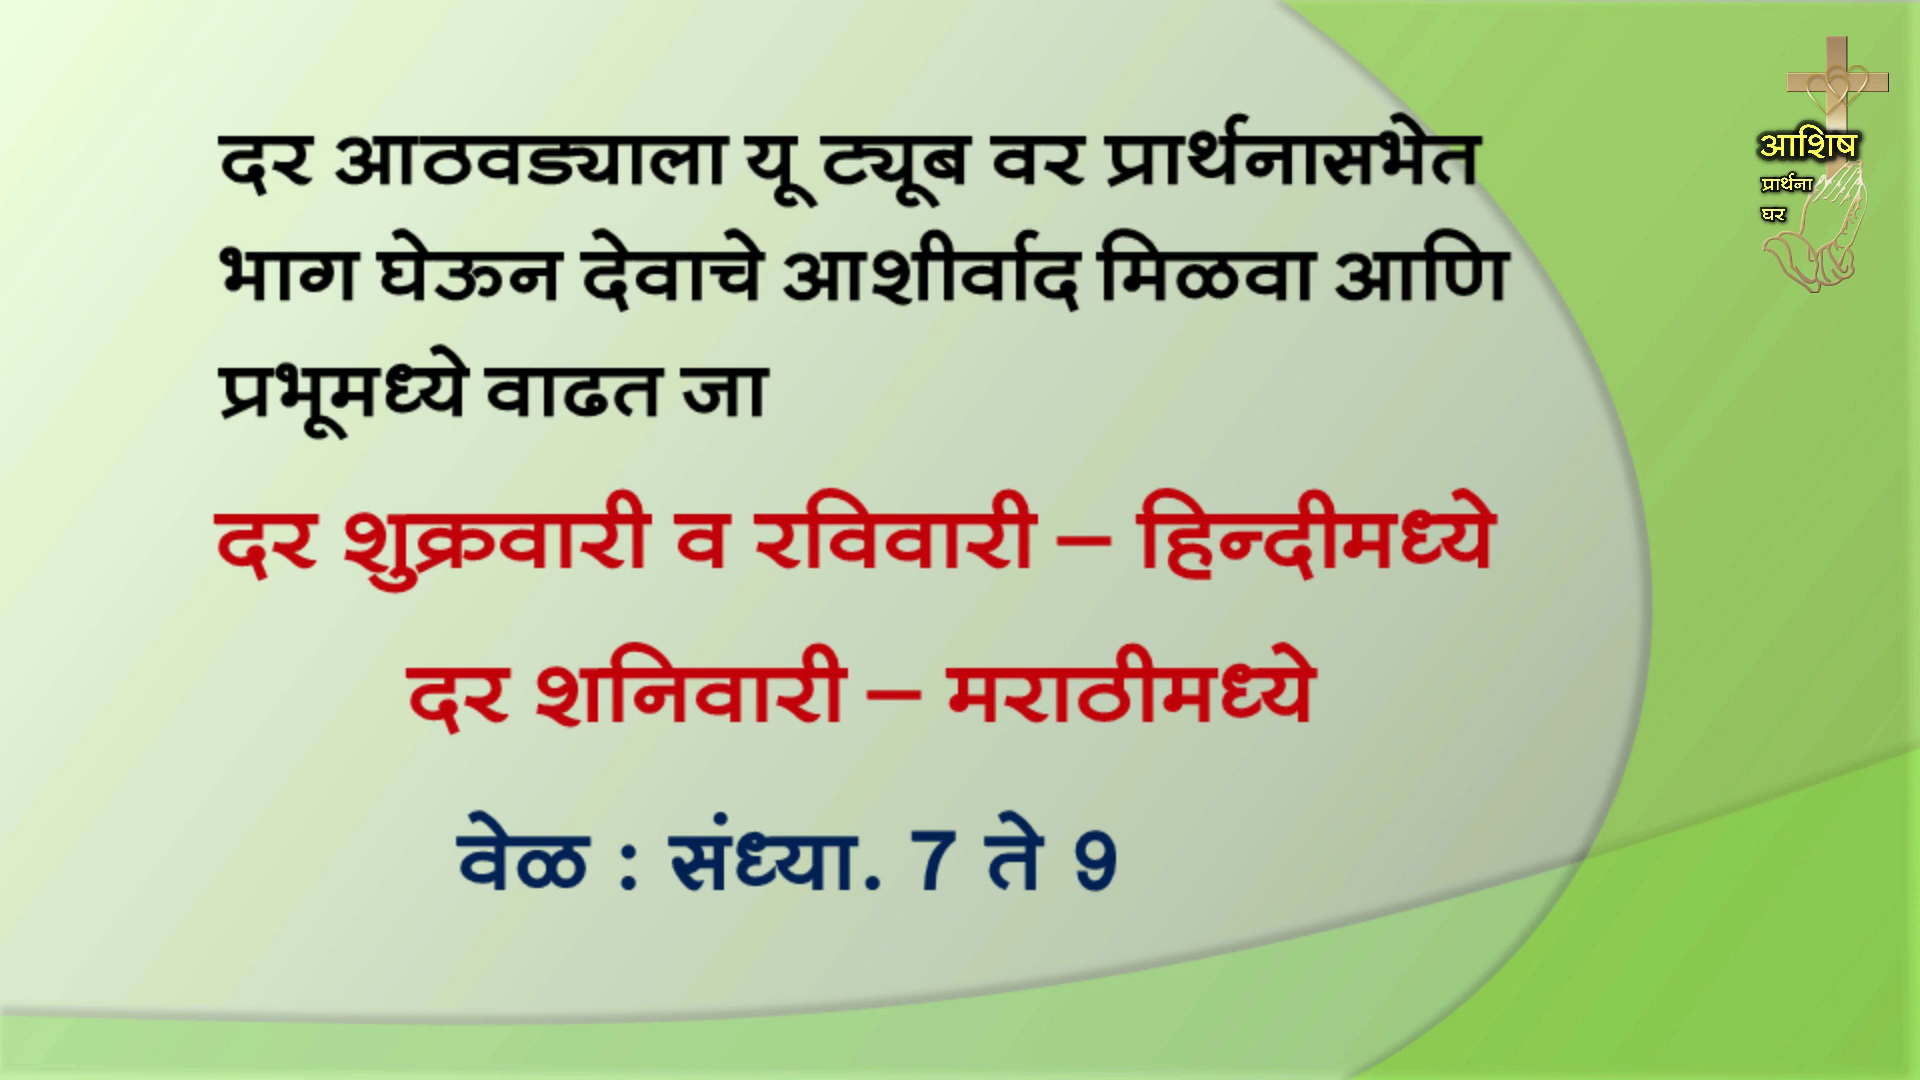 दर आठवड्याला यू ट्यूब वर प्रार्थनासभेत
भाग घेऊन देवाचे आशीर्वाद मिळवा आणि
प्रभूमध्ये वाढत जा
दर शुक्रवारी व रविवारी – हिन्दीमध्ये
दर शनिवारी – मराठीमध्ये
वेळ : संध्या. 7 ते 9
आशिष
प्रार्थना
घर